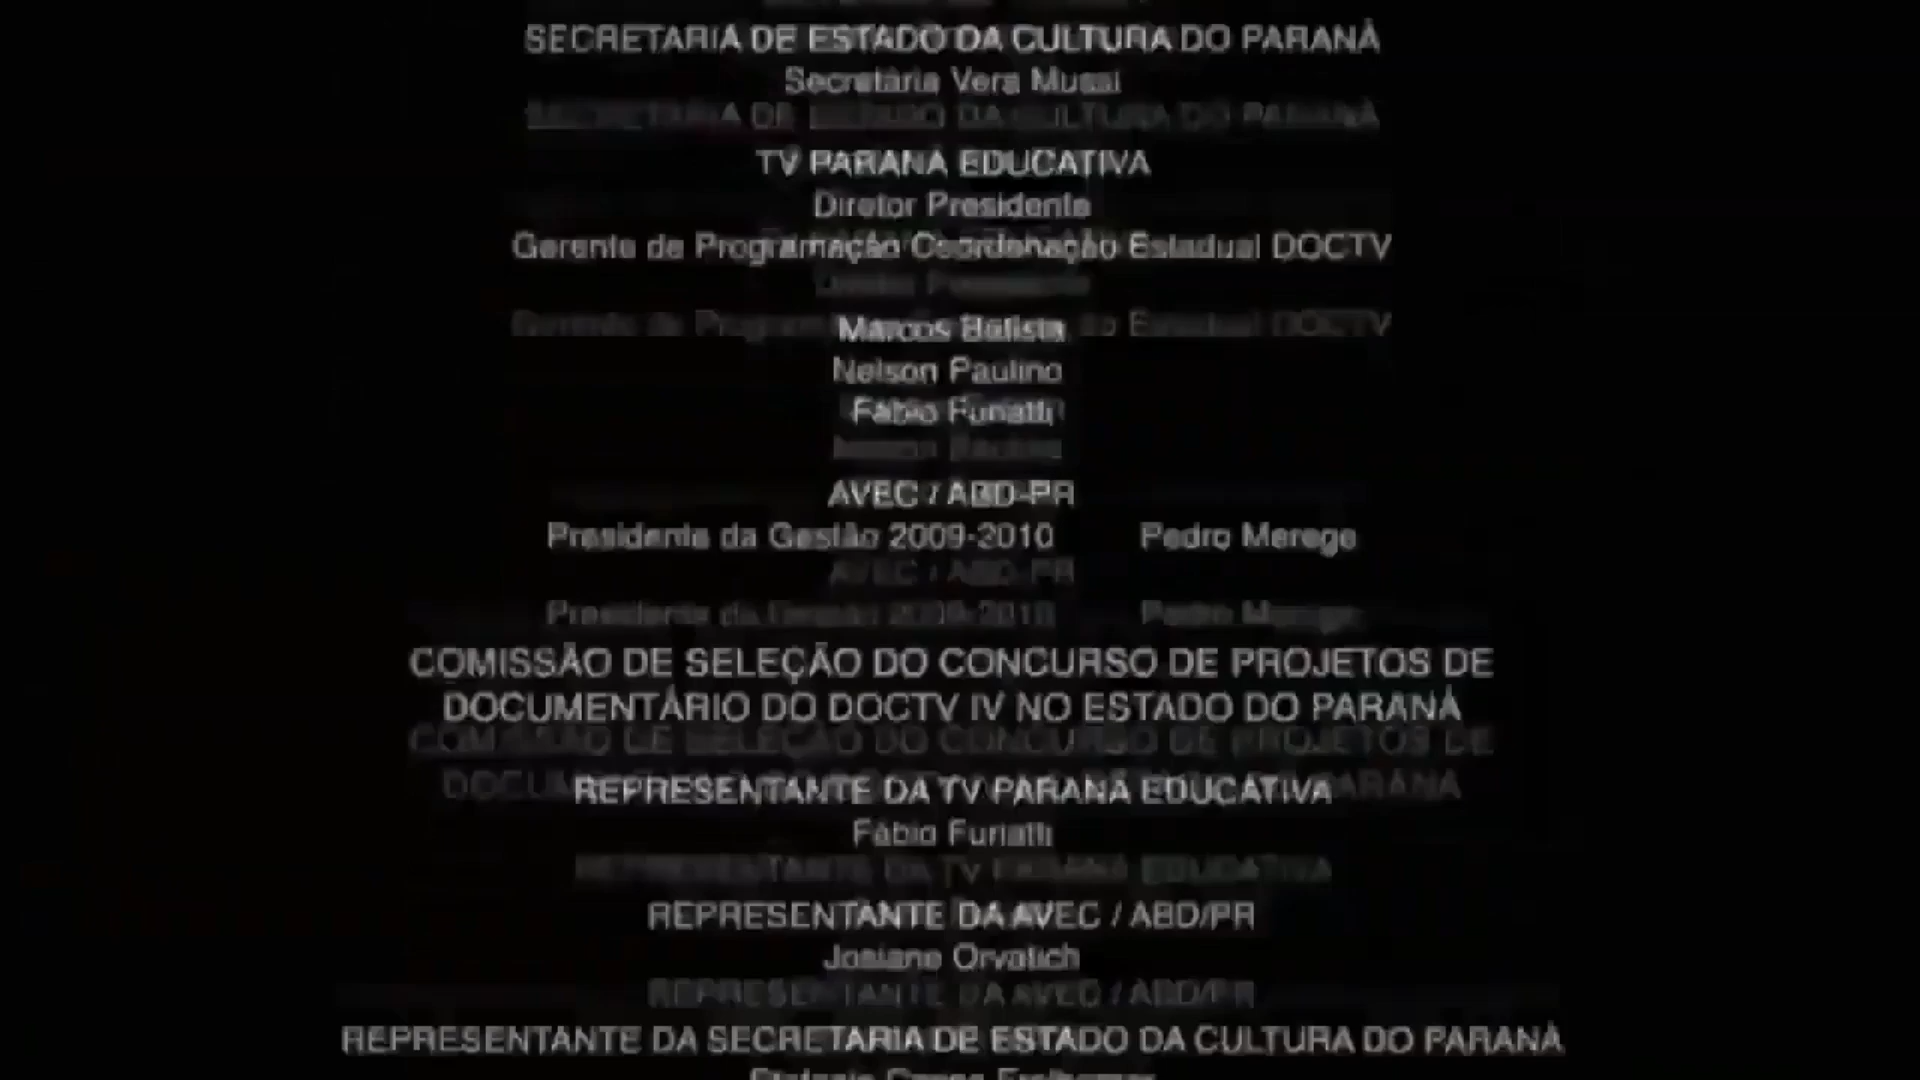 SECRETARIA DE ESTADO DA CULTURA DO PARANÁ
Secretária Vera Mussi
TV PARANÁ EDUCATIVA
Diretor Presidente
Gerente de Programação Coordenação Estadual DOCTV
Marcos Batista
Nelson Paulino
Fábio
AVEC / ABD-PR
Presidente da Gestão 2009-2010 Pedro Merege
COMISSÃO DE SELEÇÃO DO CONCURSO DE PROJETOS DE
DOCUMENTÁRIO DO DOCTV IV NO ESTADO DO PARANÁ
REPRESENTANTE DA TV PARANÁ EDUCATIVA
Fábio
REPRESENTANTE DA AVEC / ABD/PR
Josiane Orvatich
REPRESENTANTE DA SECRETARIA DE ESTADO DA CULTURA DO PARANÁ